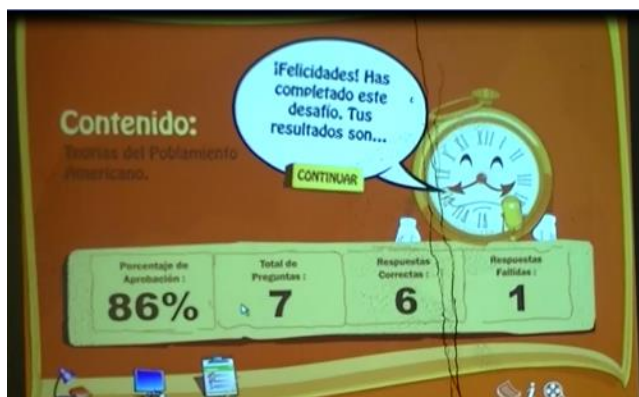 ¡Felicidades! Has
completado este
desafío. Tus
resultados son...
CONTINUAR
Contenido:
Teorías del Poblamiento
Americano.
Porcentaje de
Aprobación :
86%
Total de
Preguntas :
7
Respuestas
Correctas :
6
Respuestas
Fallidas :
1